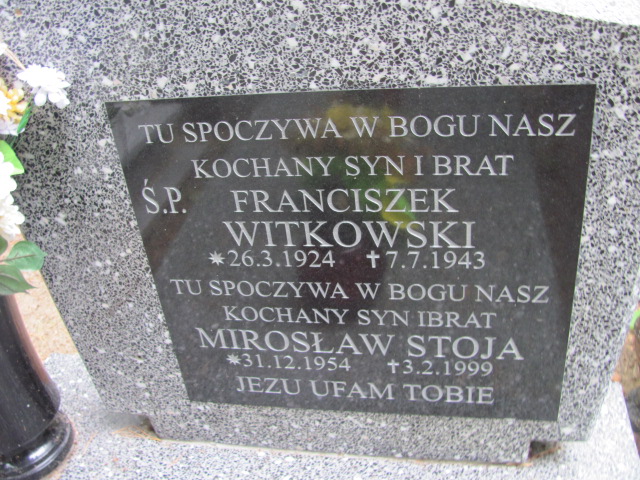 TU SPOCZYWA W BOGU NASZ
KOCHANY SYN I BRAT
Ś.P. FRANCISZEK
WITKOWSKI
*26.3.1924 †7.7.1943
TU SPOCZYWA W BOGU NASZ
KOCHANY SYN IBRAT
MIROSŁAW STOJA
*31.12.1954 †3.2.1999
JEZU UFAM TOBIE